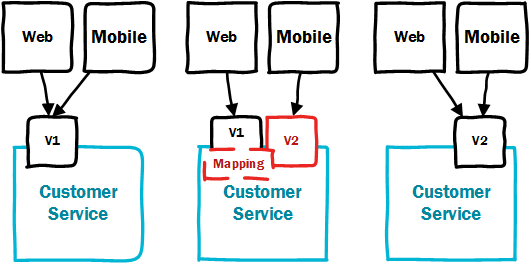 Web
Mobile
V1
Customer
Service
Web
Mobile
V1
V2
Mapping
Customer
Service
Web
Mobile
V2
Customer
Service